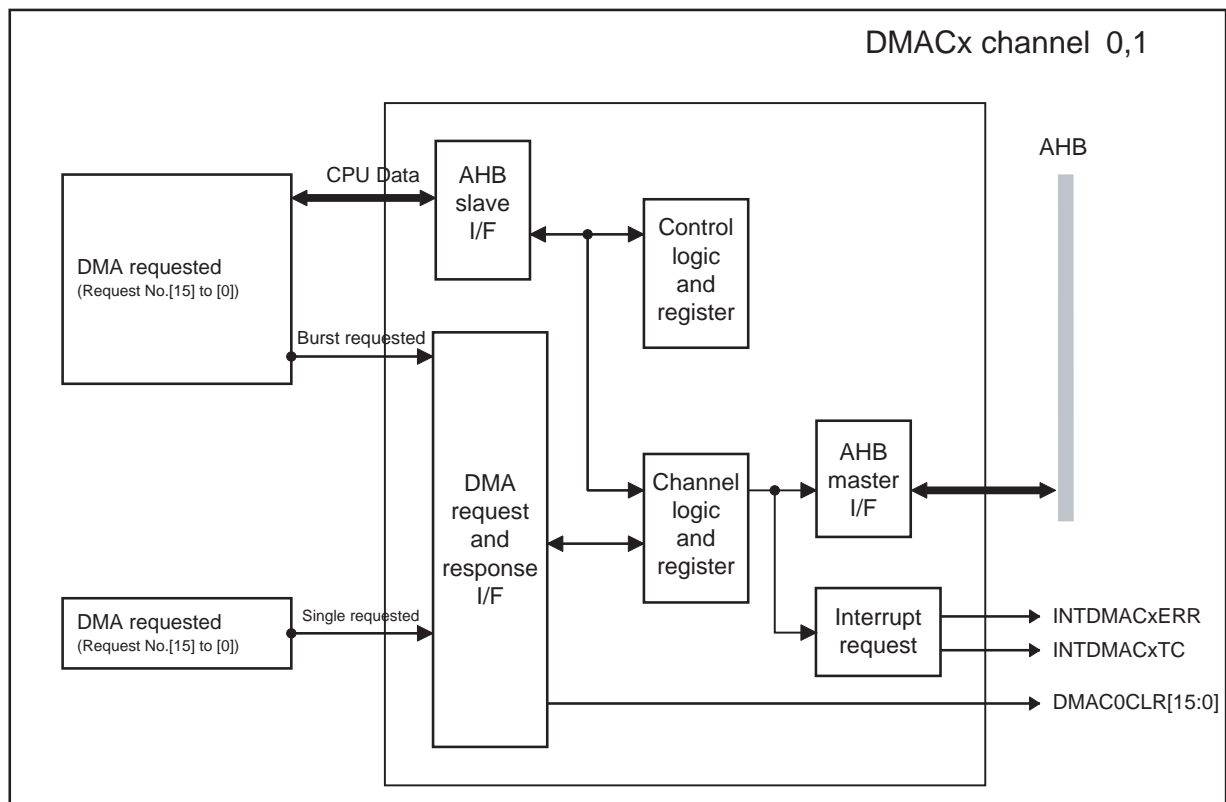 DMACx channel 0,1
AHB
CPU Data
AHB
slave
I/F
Control
logic
and
register
DMA requested
(Request No.[15] to [0])
Burst requested
DMA
request
and
response
I/F
Channel
logic
and
register
AHB
master
I/F
DMA requested
(Request No.[15] to [0])
Single requested
Interrupt
request
INTDMACxERR
INTDMACxTC
DMAC0CLR[15:0]